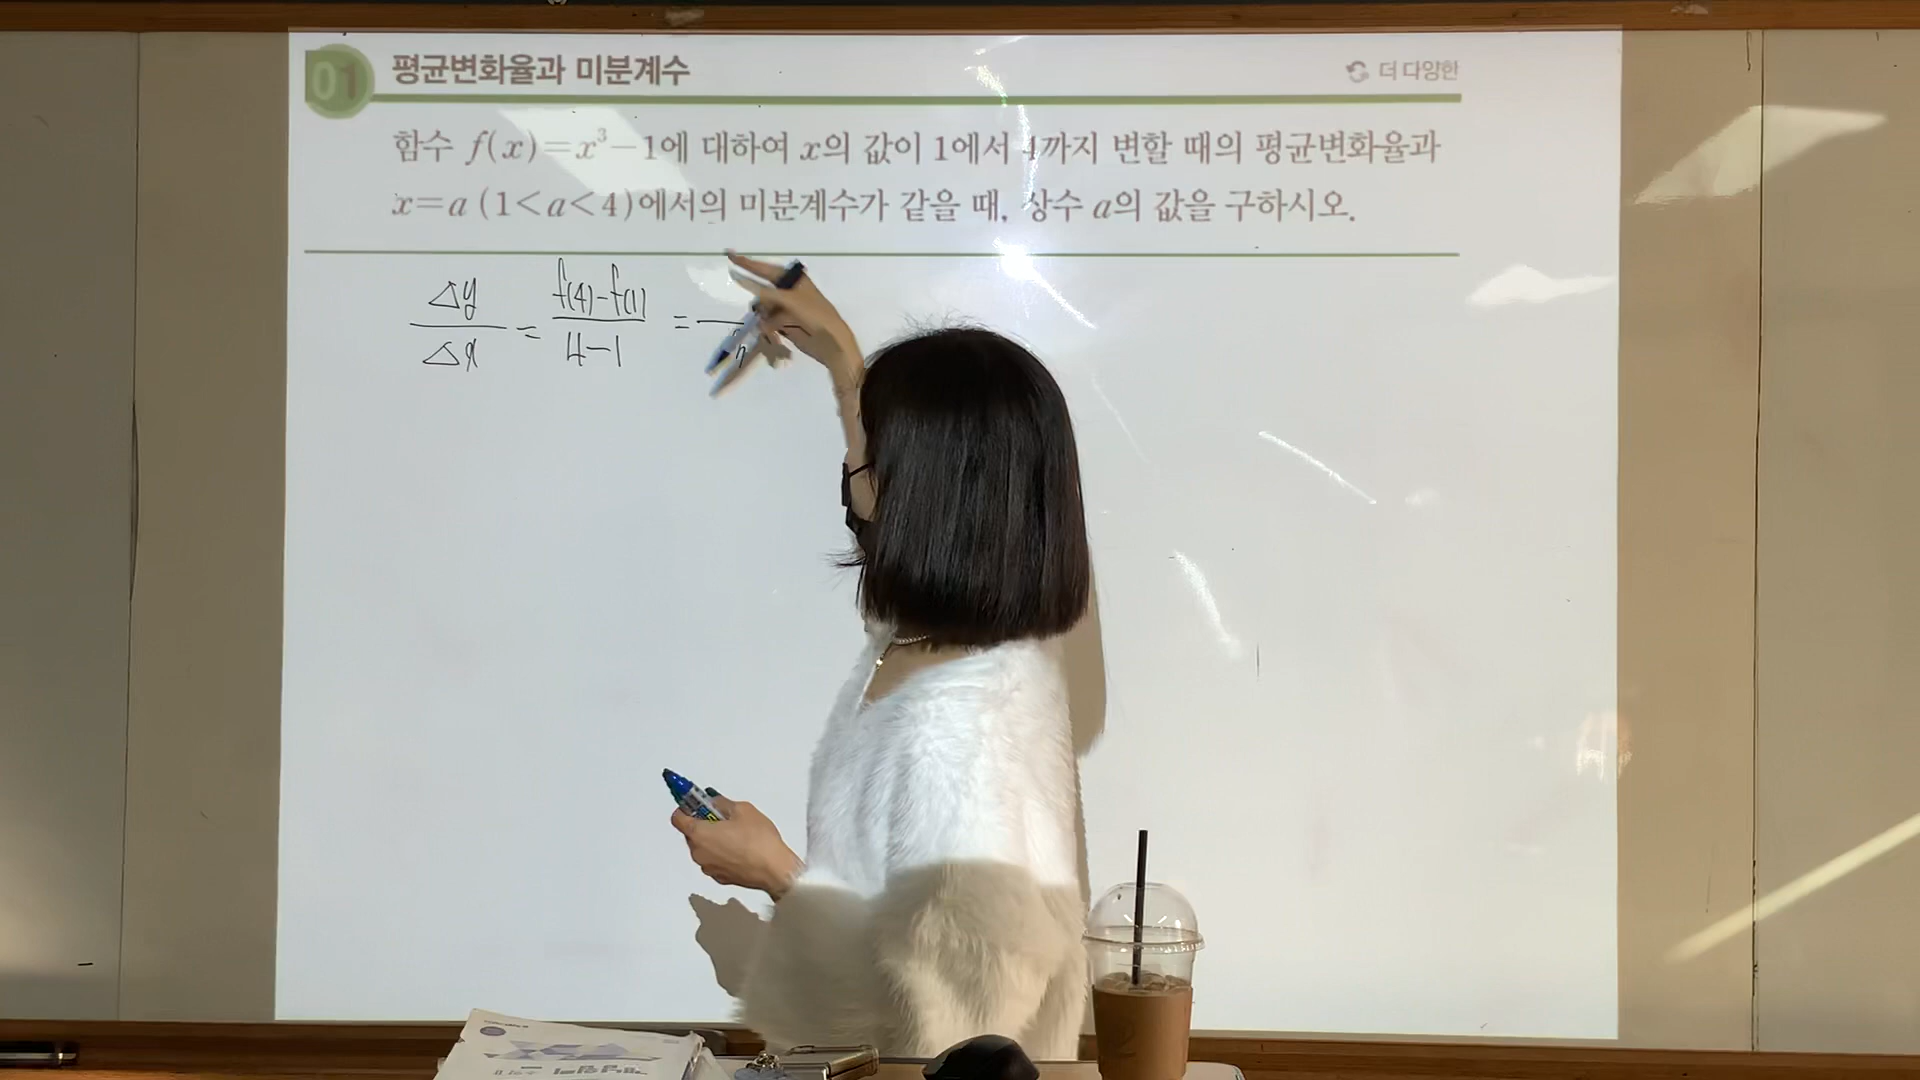 01 평균변화율과 미분계수
더 다양한
함수 f(x)=x³-1에 대하여 x의 값이 1에서 4까지 변할 때의 평균변화율과
x=a (1<a<4)에서의 미분계수가 같을 때, 상수 a의 값을 구하시오.
Δy/Δx = f(4)-f(1)/4-1 =